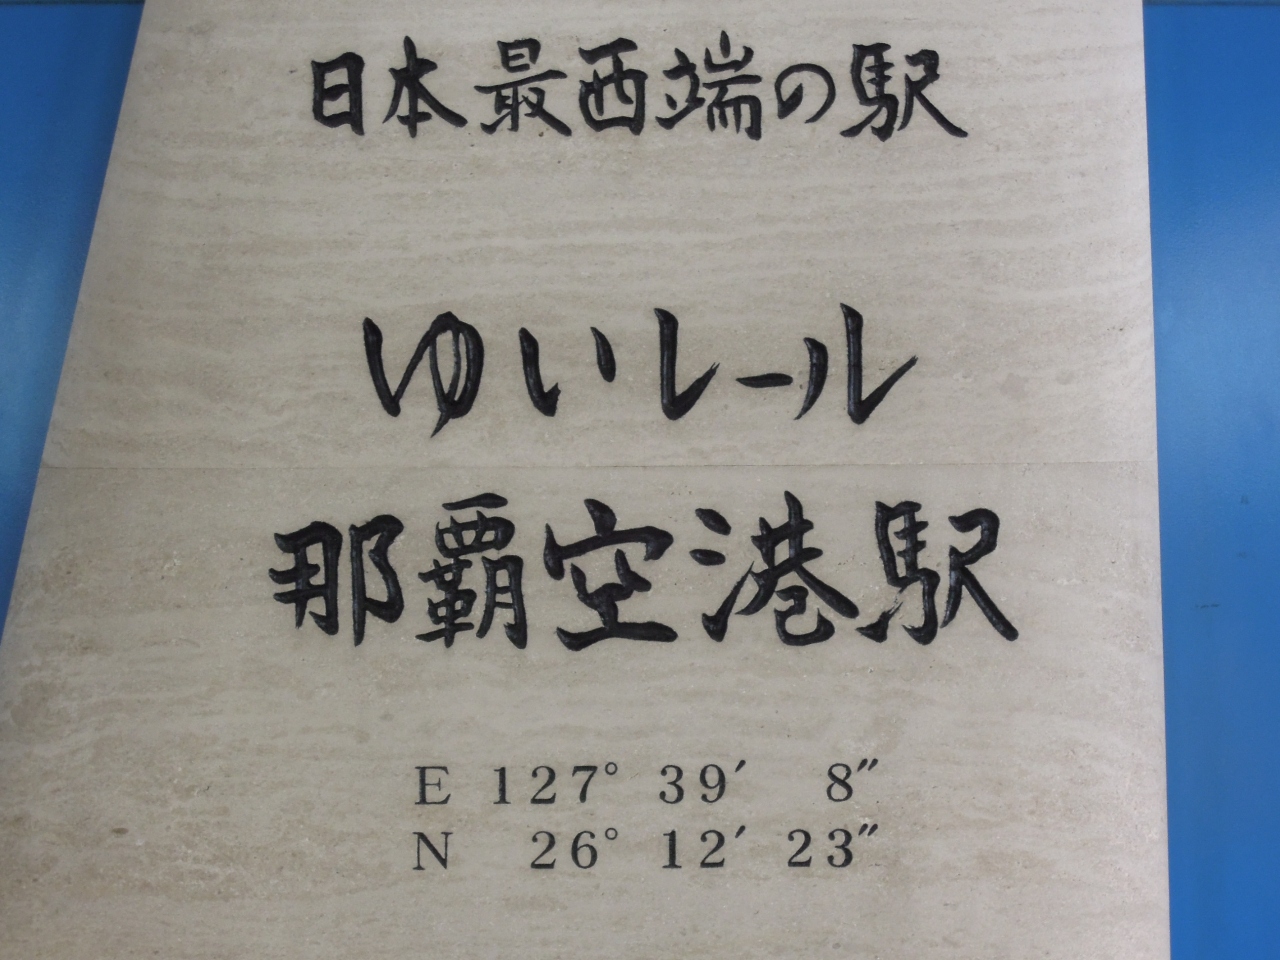 日本最西端の駅
ゆいレール
那覇空港駅
E 127° 39′ 8″
N 26° 12′ 23″